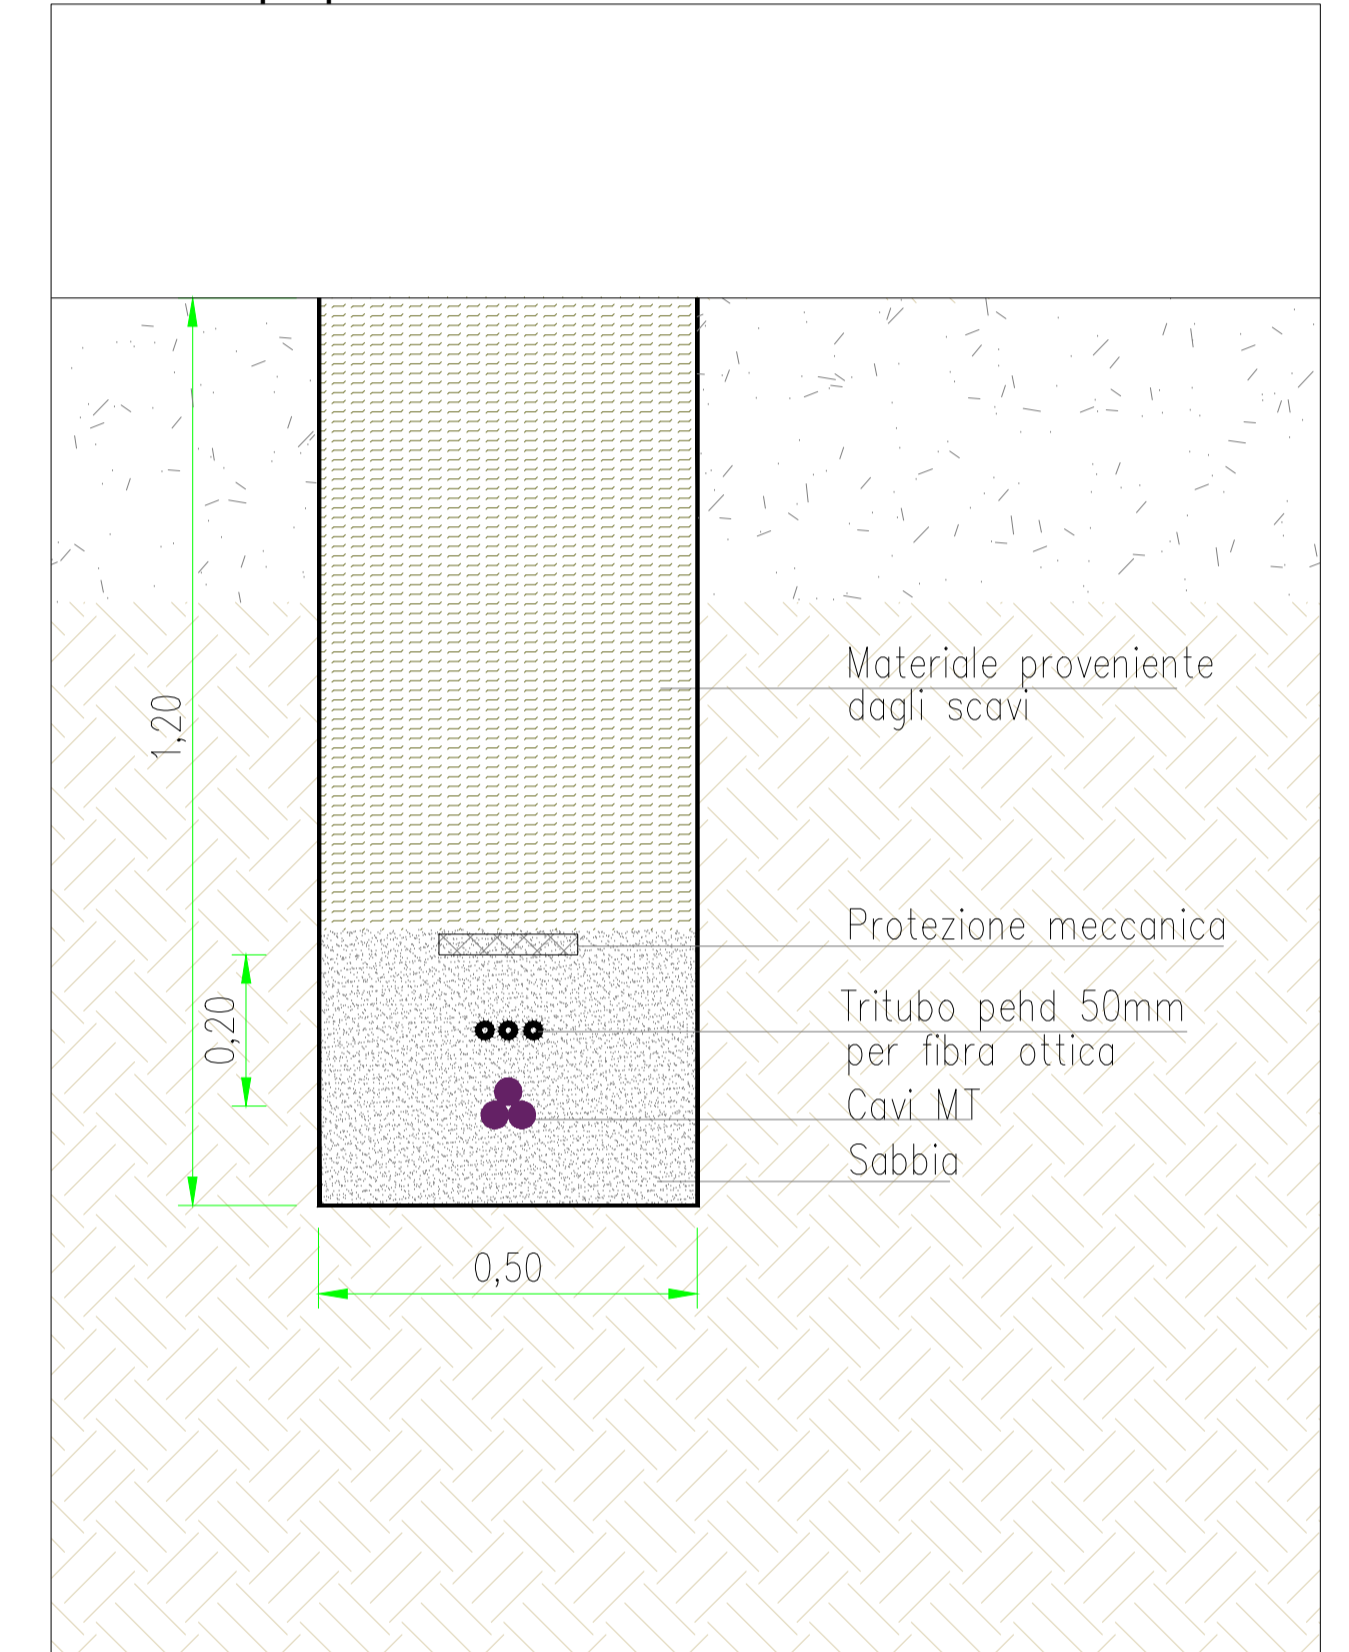 1,20
Materiale proveniente
dagli scavi
Protezione meccanica
0,20
Tritubo pehd 50mm
per fibra ottica
Cavi MT
Sabbia
0,50